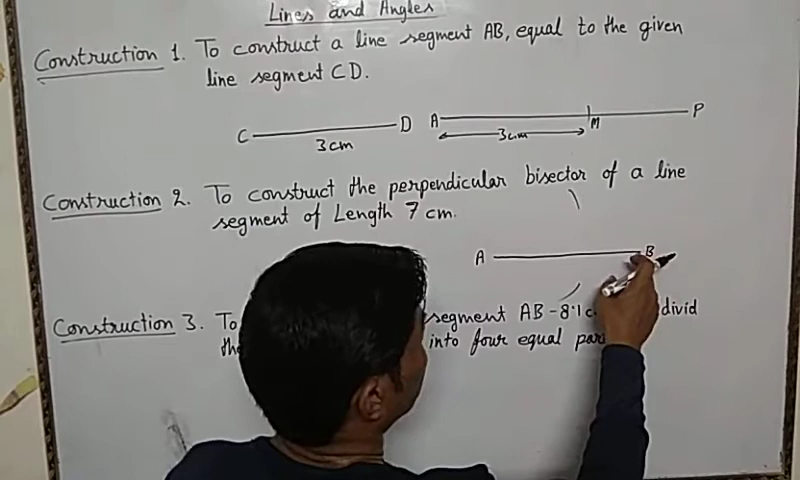 Lines and Angles
Construction 1. To construct a line segment AB, equal to the given
line segment CD.
C D A M P
3cm 3cm
Construction 2. To construct the perpendicular bisector of a line
segment of Length 7 cm.
A B
Construction 3. To segment AB - 8.1 divid
the into four equal par